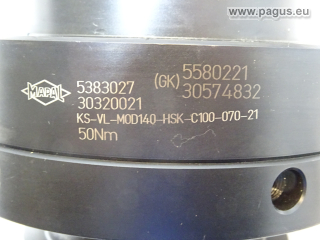 www.pagus.eu
MAPAL
5383027 (GK) 5580221
30320021 30574832
KS-VL-MOD140-HSK-C100-070-21
50Nm